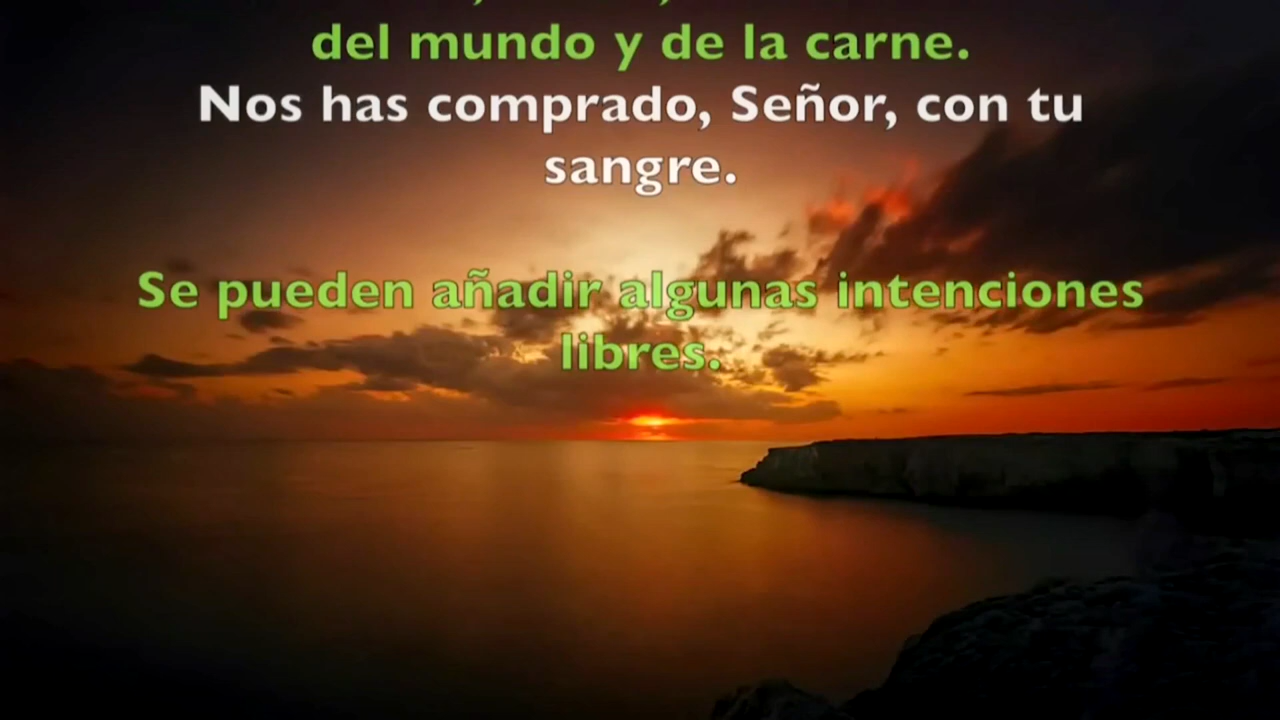 del mundo y de la carne.
Nos has comprado, Señor, con tu
sangre.
Se pueden añadir algunas intenciones
libres.